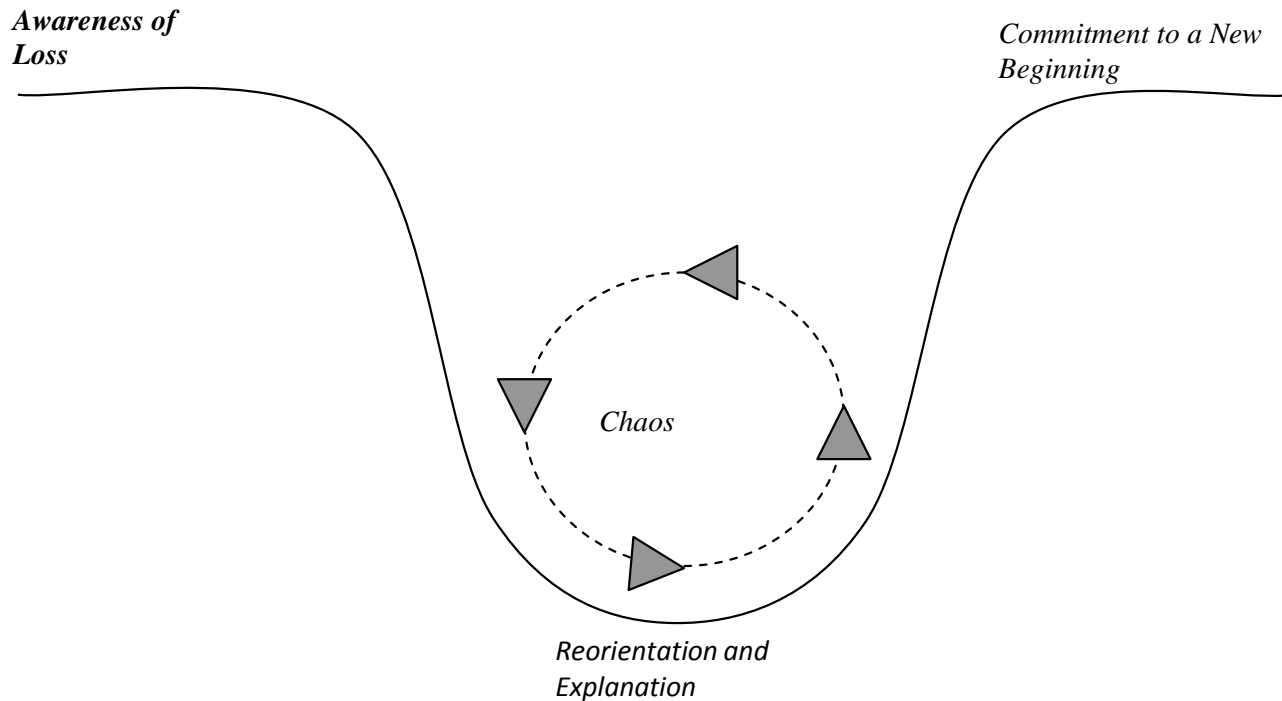 Awareness of
Loss
Commitment to a New
Beginning
Chaos
Reorientation and
Explanation